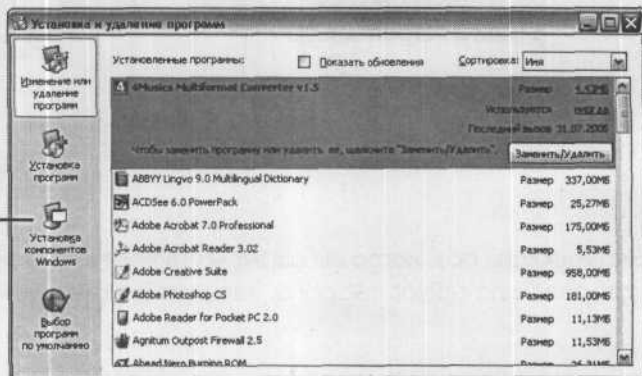 Установка и удаление программ
Изменение или
удаление
программ
Установка
программ
Установка
компонентов
Windows
Выбор
программ
по умолчанию
Установленные программы:
Показать обновления
Сортировка: Имя
4Musics Multiformat Converter v1.5
Размер 5,53МБ
Используется редко
Последний вызов 31.07.2006
Чтобы заменить программу или удалить ее, щелкните "Заменить/Удалить".
Заменить/Удалить
ABBYY Lingvo 9.0 Multilingual Dictionary Размер 337,00МБ
ACDSee 6.0 PowerPack Размер 25,27МБ
Adobe Acrobat 7.0 Professional Размер 175,00МБ
Adobe Acrobat Reader 3.02 Размер 5,53МБ
Adobe Creative Suite Размер 958,00МБ
Adobe Photoshop CS Размер 181,00МБ
Adobe Reader for Pocket PC 2.0 Размер 11,13МБ
Agnitum Outpost Firewall 2.5 Размер 11,53МБ
Ahead Nero Burning ROM Размер